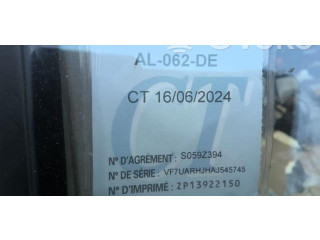 AL-062-DE
CT 16/06/2024
N° D'AGRÉMENT : S059Z394
N° DE SÉRIE : VF7UARHJHAJ545745
N° D'IMPRIMÉ : 2P13922150